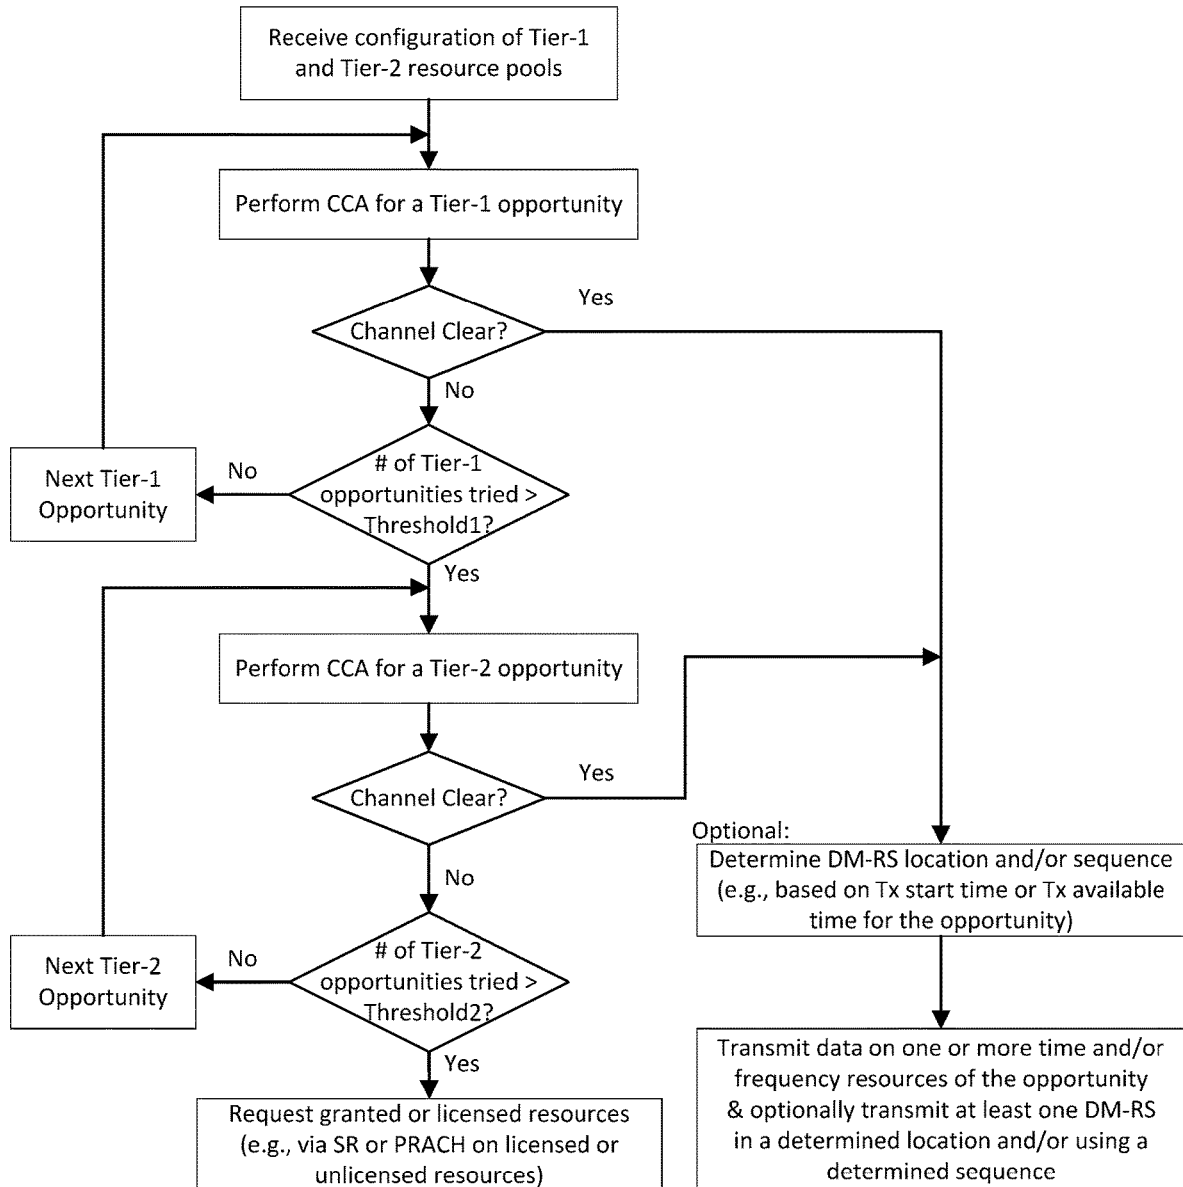 Receive configuration of Tier-1
and Tier-2 resource pools
Perform CCA for a Tier-1 opportunity
Channel Clear?
Yes
No
# of Tier-1
opportunities tried >
Threshold1?
No
Next Tier-1
Opportunity
Yes
Perform CCA for a Tier-2 opportunity
Channel Clear?
Yes
No
# of Tier-2
opportunities tried >
Threshold2?
No
Next Tier-2
Opportunity
Yes
Request granted or licensed resources
(e.g., via SR or PRACH on licensed or
unlicensed resources)
Optional:
Determine DM-RS location and/or sequence
(e.g., based on Tx start time or Tx available
time for the opportunity)
Transmit data on one or more time and/or
frequency resources of the opportunity
& optionally transmit at least one DM-RS
in a determined location and/or using a
determined sequence